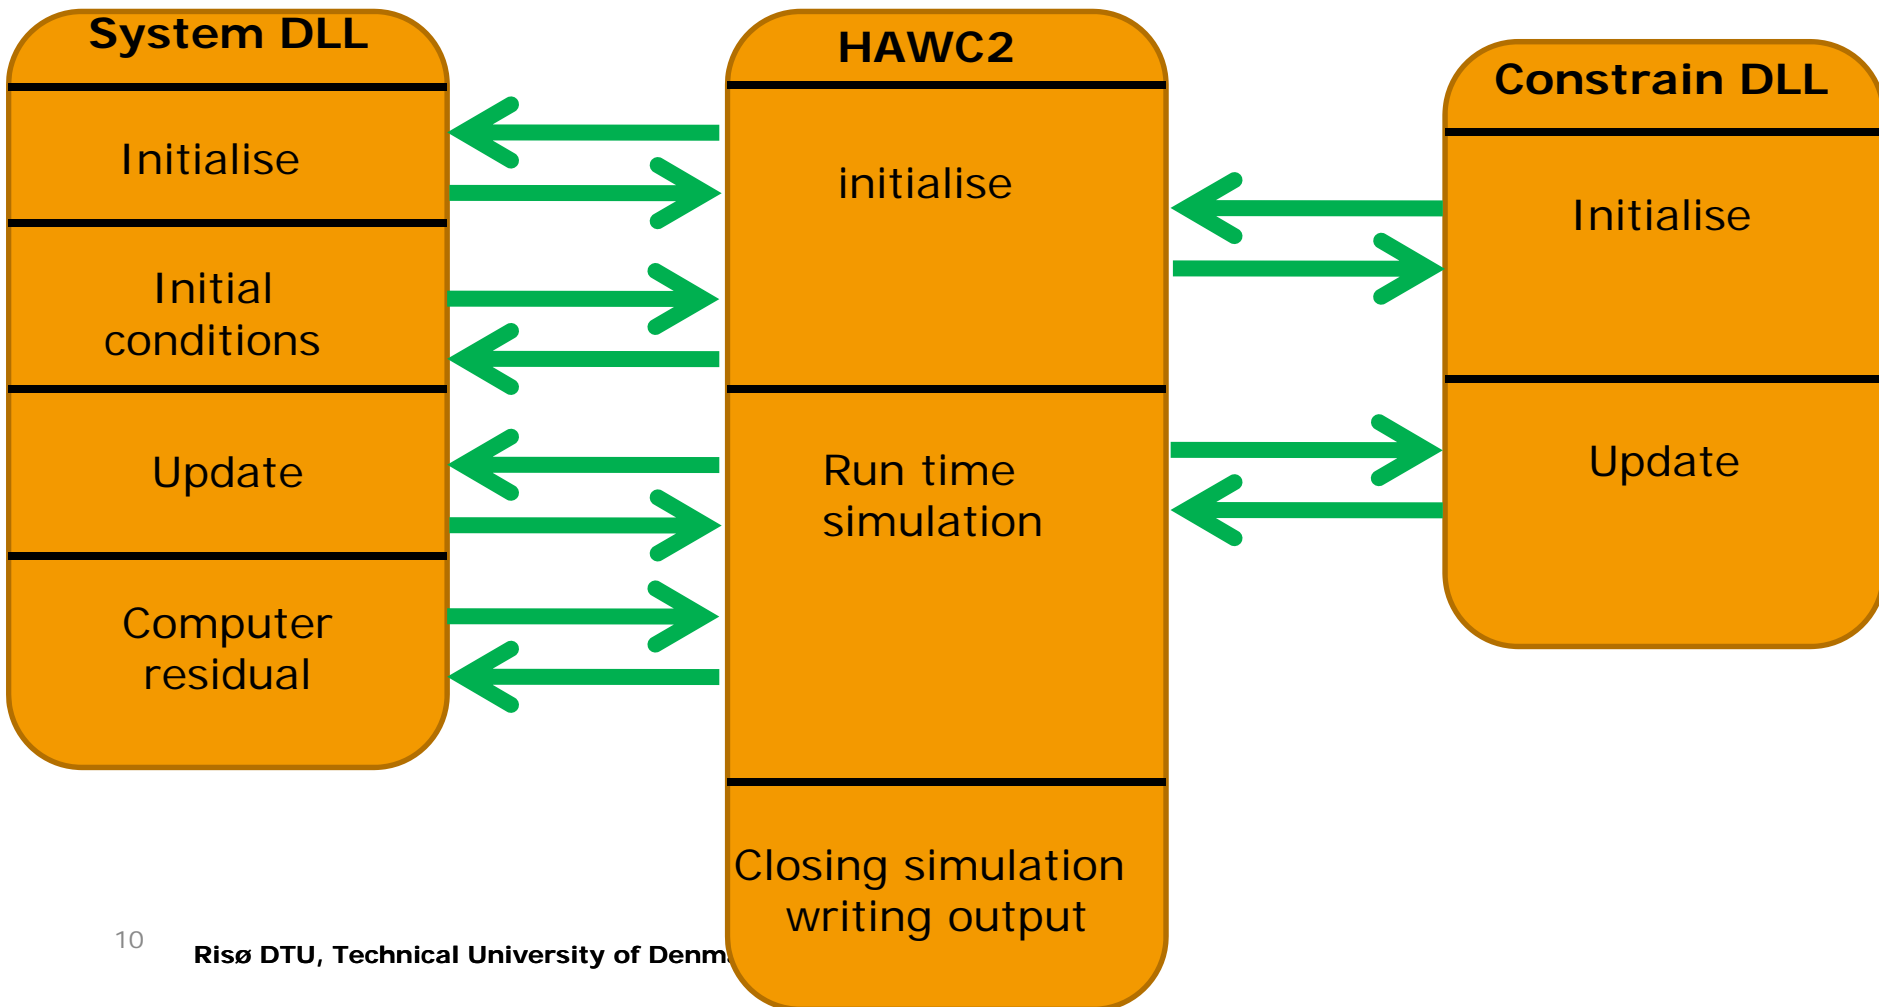 System DLL
Initialise
Initial
conditions
Update
Computer
residual
HAWC2
initialise
Run time
simulation
Closing simulation
writing output
Constrain DLL
Initialise
Update
10
Risø DTU, Technical University of Denm